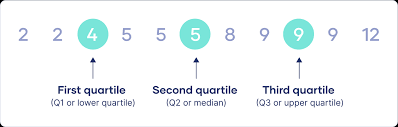 2 2 4 5 5 5 8 9 9 9 12
First quartile Second quartile Third quartile
(Q1 or lower quartile) (Q2 or median) (Q3 or upper quartile)